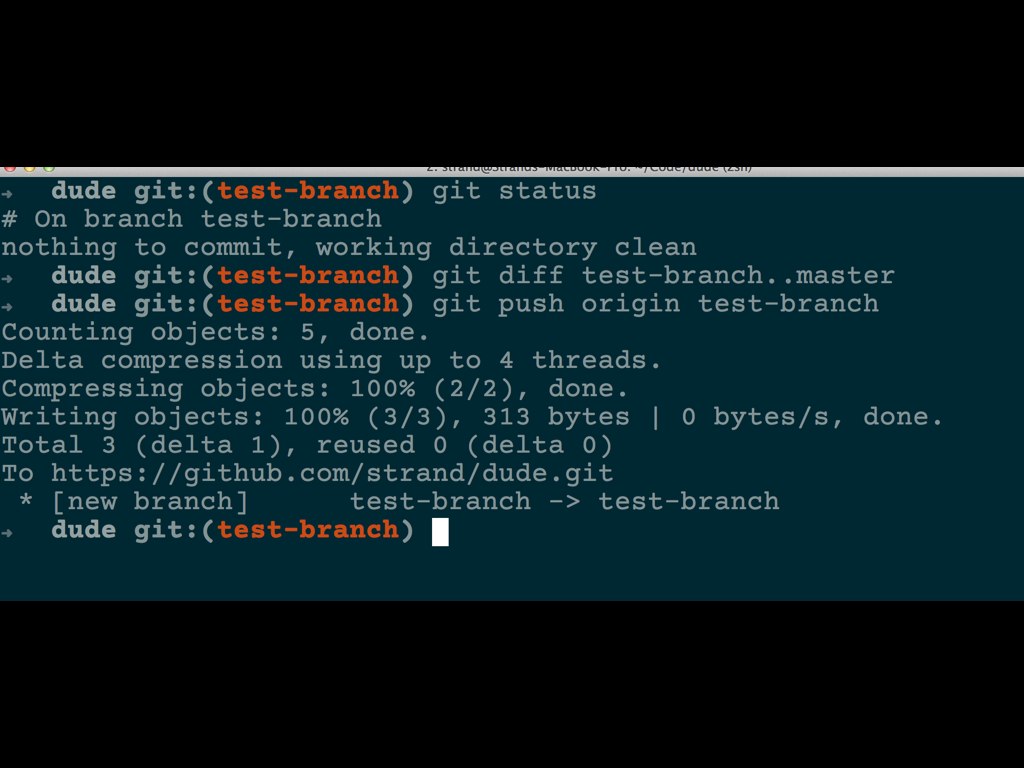 2. strand@Strands-MacBook-Pro: ~/Code/dude (zsh)
➜ dude git:(test-branch) git status
# On branch test-branch
nothing to commit, working directory clean
➜ dude git:(test-branch) git diff test-branch..master
➜ dude git:(test-branch) git push origin test-branch
Counting objects: 5, done.
Delta compression using up to 4 threads.
Compressing objects: 100% (2/2), done.
Writing objects: 100% (3/3), 313 bytes | 0 bytes/s, done.
Total 3 (delta 1), reused 0 (delta 0)
To https://github.com/strand/dude.git
 * [new branch]      test-branch -> test-branch
➜ dude git:(test-branch)